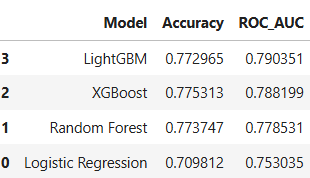 Model Accuracy ROC_AUC
3 LightGBM 0.772965 0.790351
2 XGBoost 0.775313 0.788199
1 Random Forest 0.773747 0.778531
0 Logistic Regression 0.709812 0.753035